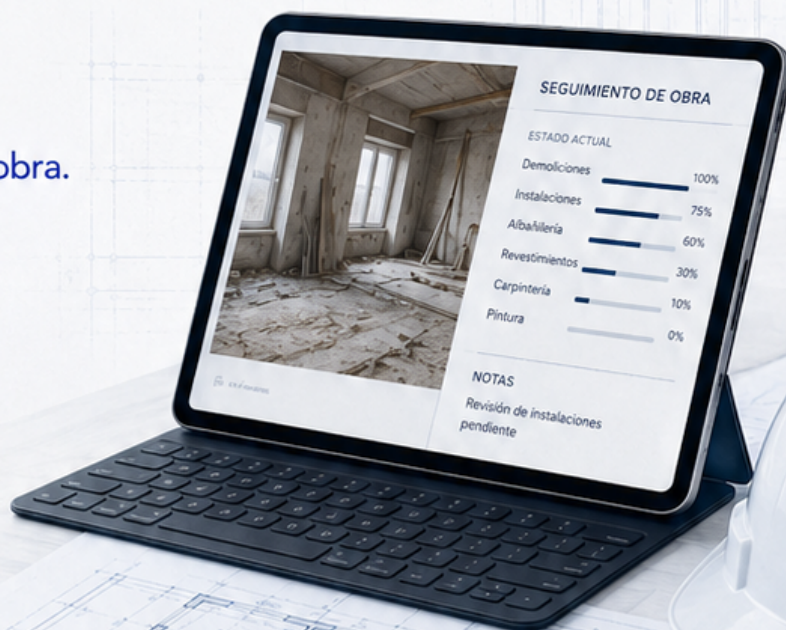 obra.
SEGUIMIENTO DE OBRA
ESTADO ACTUAL
Demoliciones 100%
Instalaciones 75%
Albañilería 60%
Revestimientos 30%
Carpintería 10%
Pintura 0%
NOTAS
Revisión de instalaciones
pendiente